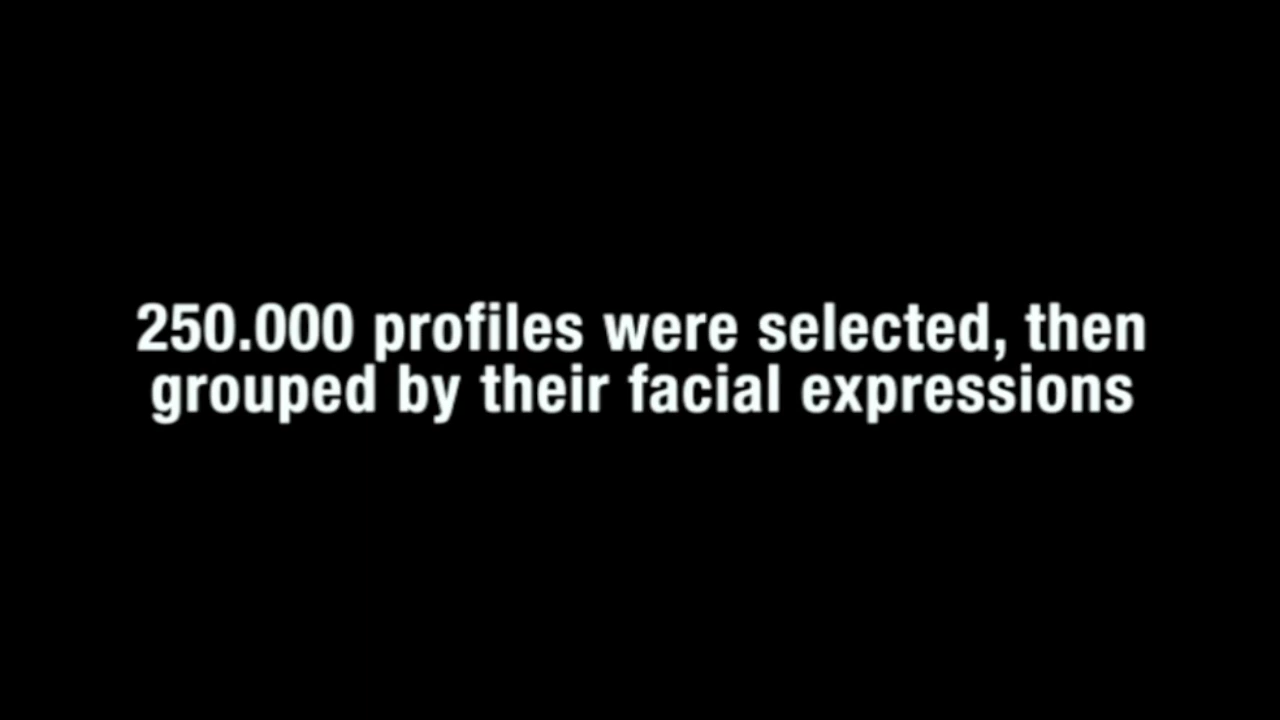 250.000 profiles were selected, then
grouped by their facial expressions